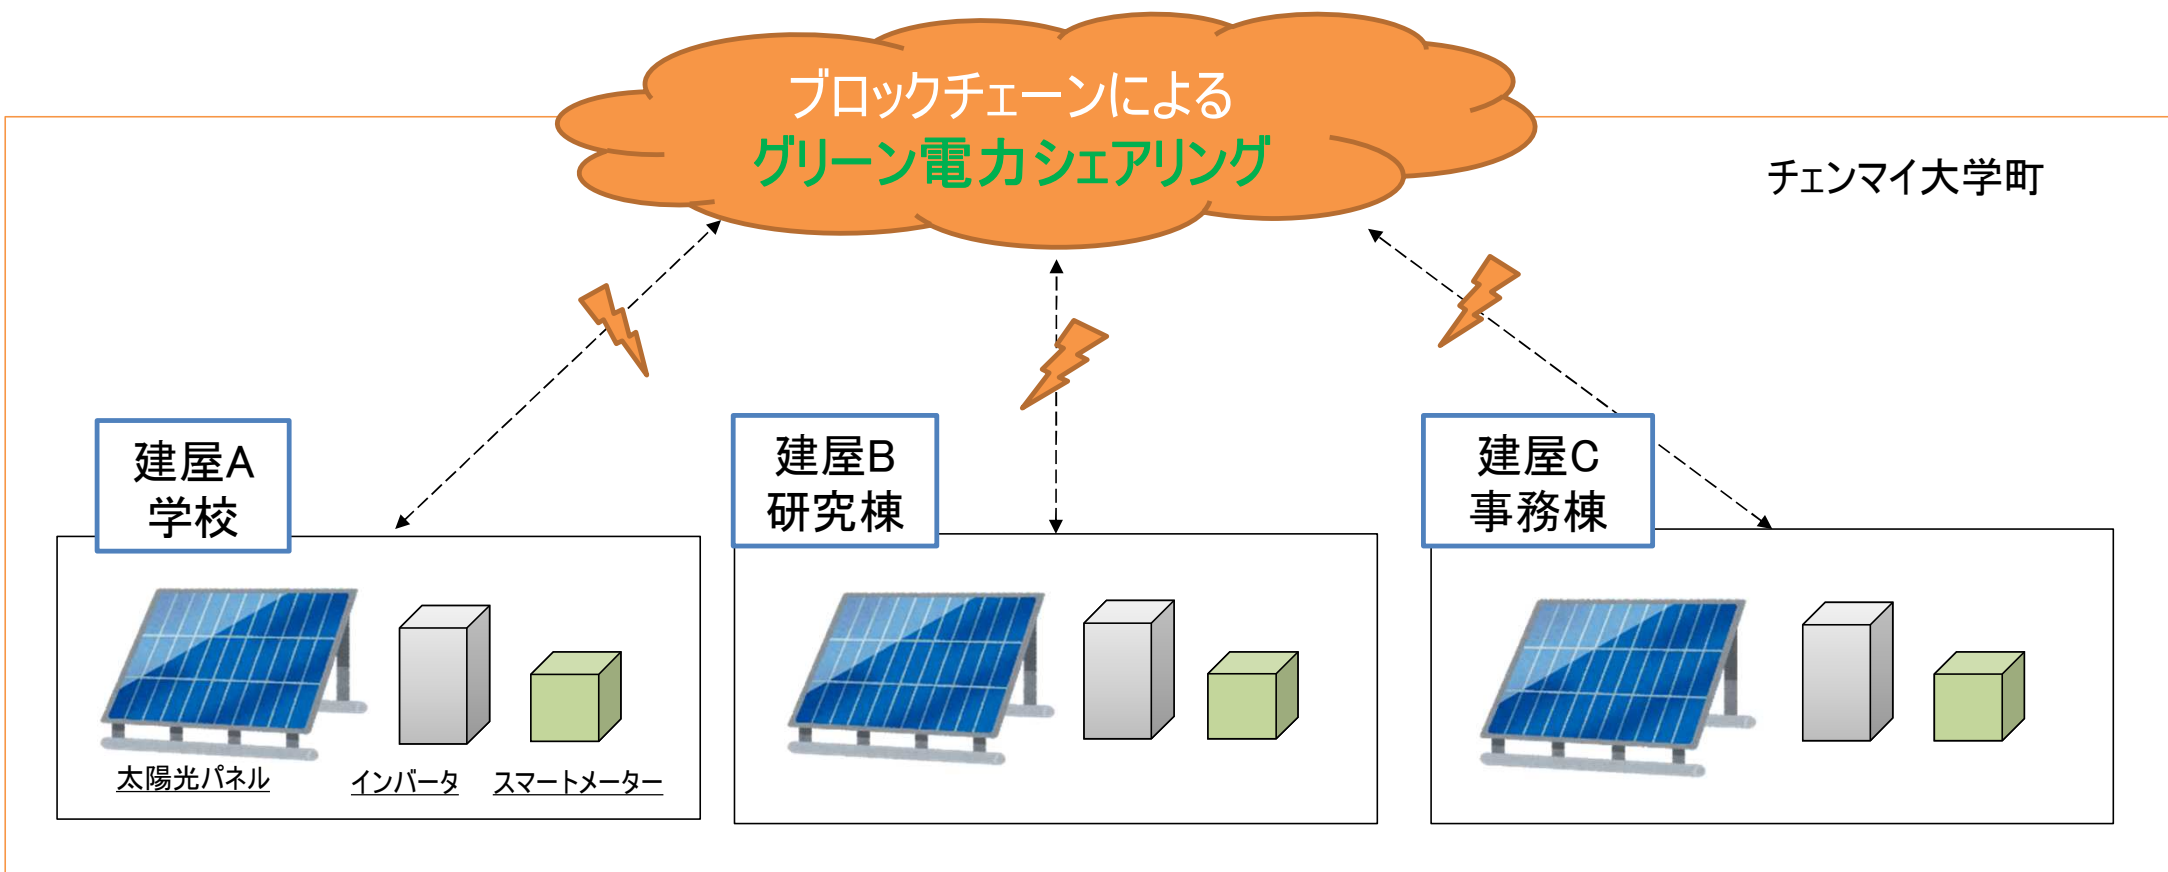 ブロックチェーンによる
グリーン電力シェアリング
チェンマイ大学町
建屋A
学校
建屋B
研究棟
建屋C
事務棟
太陽光パネル
インバータ
スマートメーター